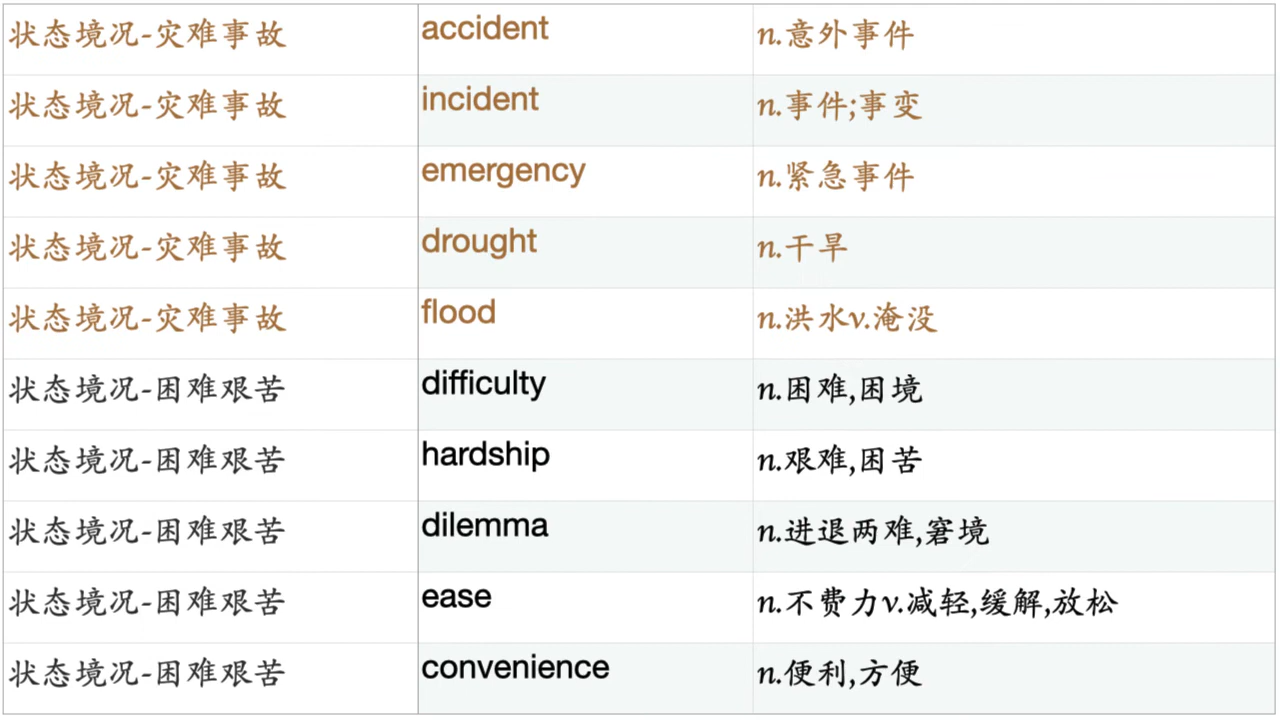 状态境况-灾难事故 accident n.意外事件
状态境况-灾难事故 incident n.事件;事变
状态境况-灾难事故 emergency n.紧急事件
状态境况-灾难事故 drought n.干旱
状态境况-灾难事故 flood n.洪水v.淹没
状态境况-困难艰苦 difficulty n.困难,困境
状态境况-困难艰苦 hardship n.艰难,困苦
状态境况-困难艰苦 dilemma n.进退两难,窘境
状态境况-困难艰苦 ease n.不费力v.减轻,缓解,放松
状态境况-困难艰苦 convenience n.便利,方便